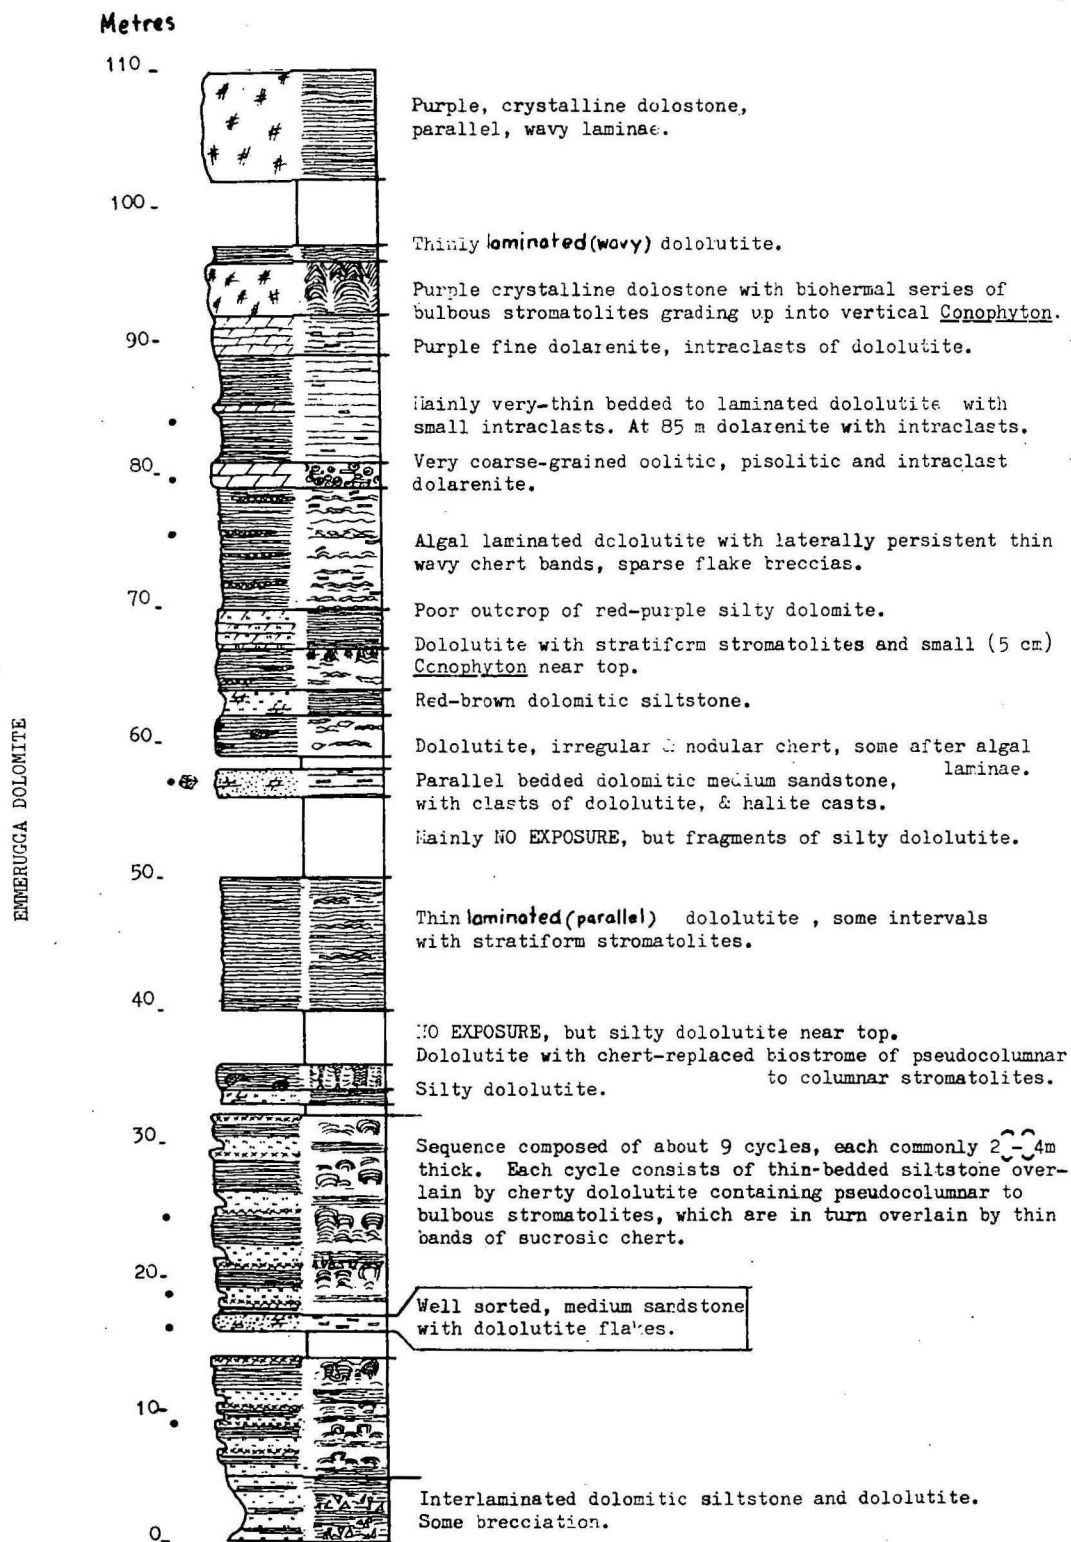 Metres
110
Purple, crystalline dolostone,
parallel, wavy laminae.
100
Thinly laminated (wavy) dololutite.
Purple crystalline dolostone with biohermal series of
bulbous stromatolites grading up into vertical Conophyton.
90
Purple fine dolarenite, intraclasts of dololutite.
Mainly very-thin bedded to laminated dololutite with
small intraclasts. At 85 m dolarenite with intraclasts.
80
Very coarse-grained oolitic, pisolitic and intraclast
dolarenite.
Algal laminated dololutite with laterally persistent thin
wavy chert bands, sparse flake breccias.
70
Poor outcrop of red-purple silty dolomite.
Dololutite with stratiform stromatolites and small (5 cm)
Conophyton near top.
Red-brown dolomitic siltstone.
60
Dololutite, irregular & nodular chert, some after algal
laminae.
Parallel bedded dolomitic medium sandstone,
with clasts of dololutite, & halite casts.
Mainly NO EXPOSURE, but fragments of silty dololutite.
EMMERUGGA DOLOMITE
50
Thin laminated (parallel) dololutite, some intervals
with stratiform stromatolites.
40
NO EXPOSURE, but silty dololutite near top.
Dololutite with chert-replaced biostrome of pseudocolumnar
to columnar stromatolites.
Silty dololutite.
30
Sequence composed of about 9 cycles, each commonly 2-4m
thick. Each cycle consists of thin-bedded siltstone over-
lain by cherty dololutite containing pseudocolumnar to
bulbous stromatolites, which are in turn overlain by thin
bands of sucrosic chert.
20
Well sorted, medium sandstone
with dololutite flakes.
10
Interlaminated dolomitic siltstone and dololutite.
Some brecciation.
0